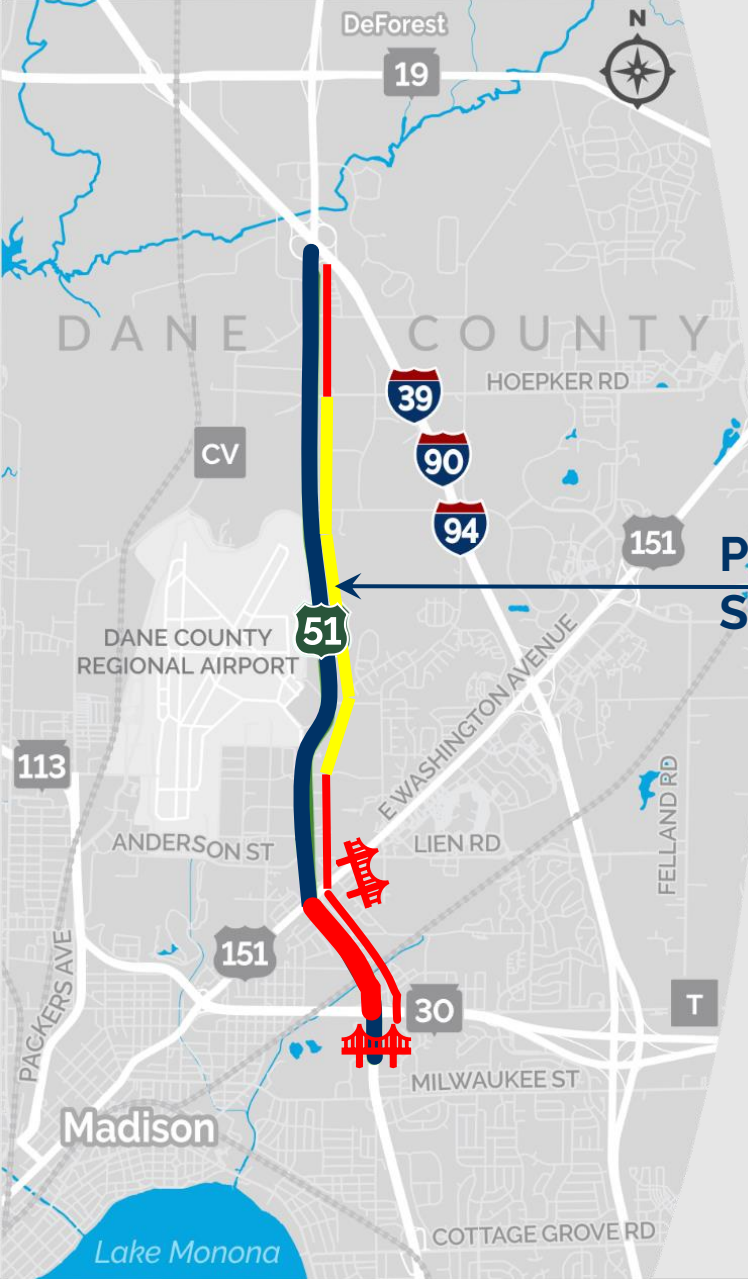 DeForest
N
19
DANE COUNTY
39
HOEPKER RD
CV
90
94
151
P
S
51
DANE COUNTY
REGIONAL AIRPORT
E WASHINGTON AVENUE
113
FELLAND RD
ANDERSON ST
LIEN RD
151
PACKERS AVE
30
T
MILWAUKEE ST
Madison
COTTAGE GROVE RD
Lake Monona